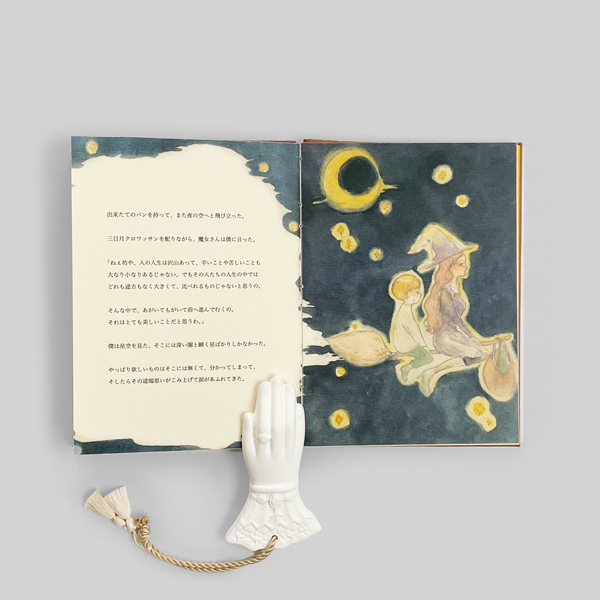 出来たてのパンを持って、また夜の空へと飛び立った。
三日月クロワッサンを配りながら、魔女さんは僕に言った。
「ねぇ坊や、人の人生は沢山あって、辛いことや苦しいことも
大なり小なりあるじゃない。でもその人たちの人生の中では
どれも途方もなく大きくて、比べれるものじゃないと思うの。
そんな中で、あがいてもがいて前へ進んで行くの。
それはとても美しいことだと思うわ。」
僕は星空を見た、そこには深い闇と瞬く星ばかりしかなかった。
やっぱり欲しいものはそこには無くて、分かってしまって、
そしたらその途端思いがこみ上げて涙があふれてきた。